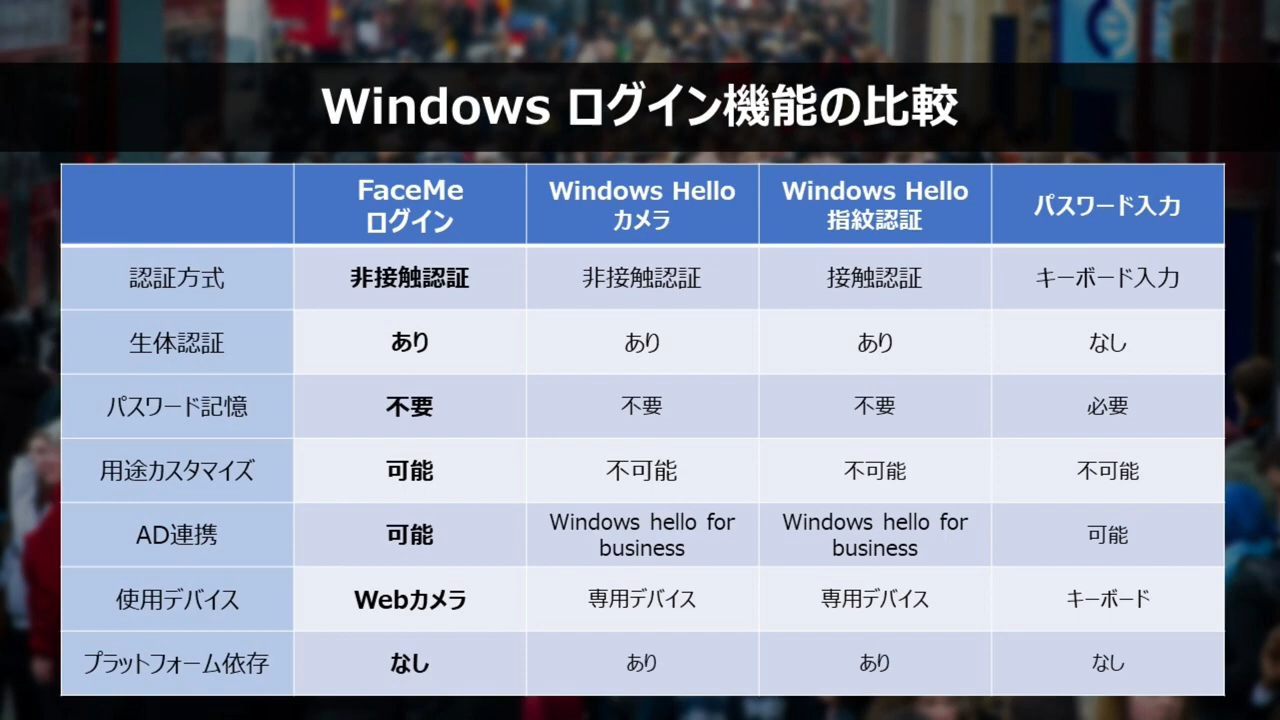 Windows ログイン機能の比較
FaceMe
ログイン
Windows Hello
カメラ
Windows Hello
指紋認証
パスワード入力
認証方式
非接触認証
非接触認証
接触認証
キーボード入力
生体認証
あり
あり
あり
なし
パスワード記憶
不要
不要
不要
必要
用途カスタマイズ
可能
不可能
不可能
不可能
AD連携
可能
Windows hello for
business
Windows hello for
business
可能
使用デバイス
Webカメラ
専用デバイス
専用デバイス
キーボード
プラットフォーム依存
なし
あり
あり
なし